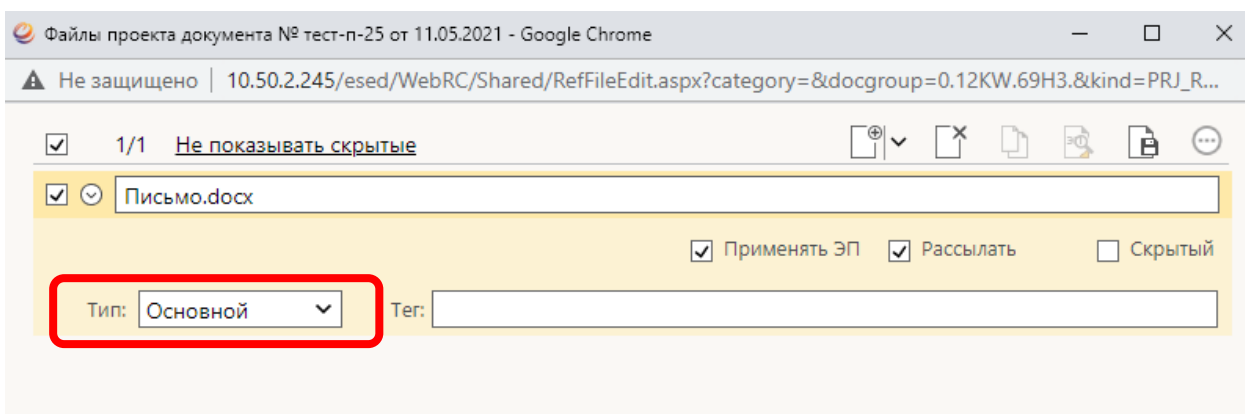 Файлы проекта документа № тест-п-25 от 11.05.2021 - Google Chrome
Не защищено | 10.50.2.245/esed/WebRC/Shared/RefFileEdit.aspx?category=&docgroup=0.12KW.69H3.&kind=PRJ_R...
1/1 Не показывать скрытые
Письмо.docx
Применять ЭП Рассылать Скрытый
Тип: Основной Тег: